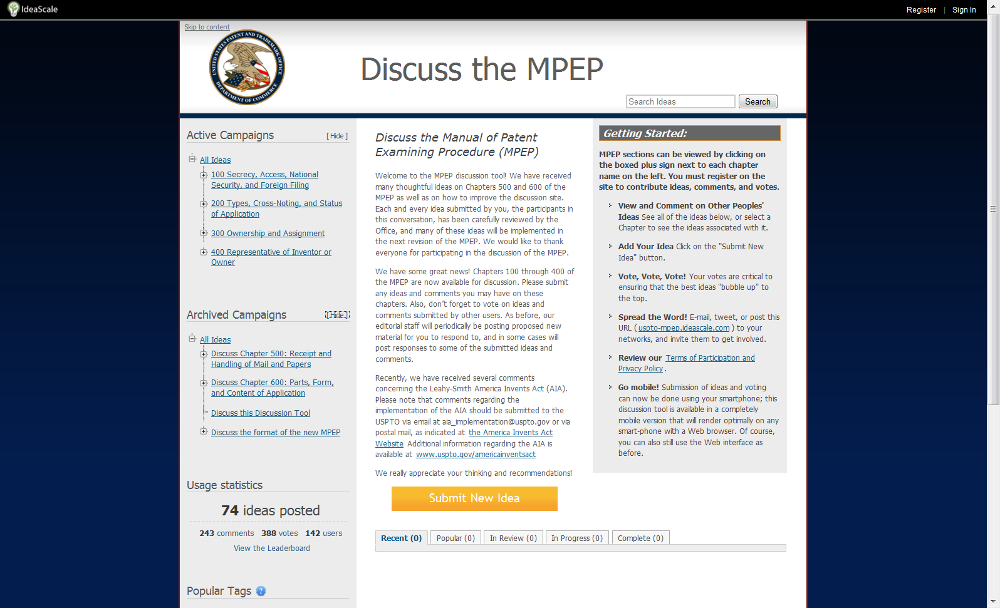 IdeaScale
Register | Sign In
Skip to content
UNITED STATES PATENT AND TRADEMARK OFFICE
DEPARTMENT OF COMMERCE
Discuss the MPEP
Search Ideas
Search
Active Campaigns
[ Hide ]
All Ideas
100 Secrecy, Access, National
Security, and Foreign Filing
200 Types, Cross-Noting, and Status
of Application
300 Ownership and Assignment
400 Representative of Inventor or
Owner
Archived Campaigns
[ Hide ]
All Ideas
Discuss Chapter 500: Receipt and
Handling of Mail and Papers
Discuss Chapter 600: Parts, Form,
and Content of Application
Discuss this Discussion Tool
Discuss the format of the new MPEP
Usage statistics
74 ideas posted
243 comments 388 votes 142 users
View the Leaderboard
Popular Tags ?
Discuss the Manual of Patent
Examining Procedure (MPEP)
Welcome to the MPEP discussion tool! We have received
many thoughtful ideas on Chapters 500 and 600 of the
MPEP as well as on how to improve the discussion site.
Each and every idea submitted by you, the participants in
this conversation, has been carefully reviewed by the
Office, and many of these ideas will be implemented in
the next revision of the MPEP. We would like to thank
everyone for participating in the discussion of the MPEP.
We have some great news! Chapters 100 through 400 of
the MPEP are now available for discussion. Please submit
any ideas and comments you may have on these
chapters. Also, don't forget to vote on ideas and
comments submitted by other users. As before, our
editorial staff will periodically be posting proposed new
material for you to respond to, and in some cases will
post responses to some of the submitted ideas and
comments.
Recently, we have received several comments
concerning the Leahy-Smith America Invents Act (AIA).
Please note that comments regarding the
implementation of the AIA should be submitted to the
USPTO via email at aia_implementation@uspto.gov or via
postal mail, as indicated at the America Invents Act
Website Additional information regarding the AIA is
available at www.uspto.gov/americainventsact
We really appreciate your thinking and recommendations!
Submit New Idea
Recent (0)
Popular (0)
In Review (0)
In Progress (0)
Complete (0)
Getting Started:
MPEP sections can be viewed by clicking on
the boxed plus sign next to each chapter
name on the left. You must register on the
site to contribute ideas, comments, and votes.
View and Comment on Other Peoples'
Ideas See all of the ideas below, or select a
Chapter to see the ideas associated with it.
Add Your Idea Click on the "Submit New
Idea" button.
Vote, Vote, Vote! Your votes are critical to
ensuring that the best ideas "bubble up" to
the top.
Spread the Word! E-mail, tweet, or post this
URL ( uspto-mpep.ideascale.com ) to your
networks, and invite them to get involved.
Review our Terms of Participation and
Privacy Policy .
Go mobile! Submission of ideas and voting
can now be done using your smartphone; this
discussion tool is available in a completely
mobile version that will render optimally on any
smart-phone with a Web browser. Of course,
you can also still use the Web interface as
before.